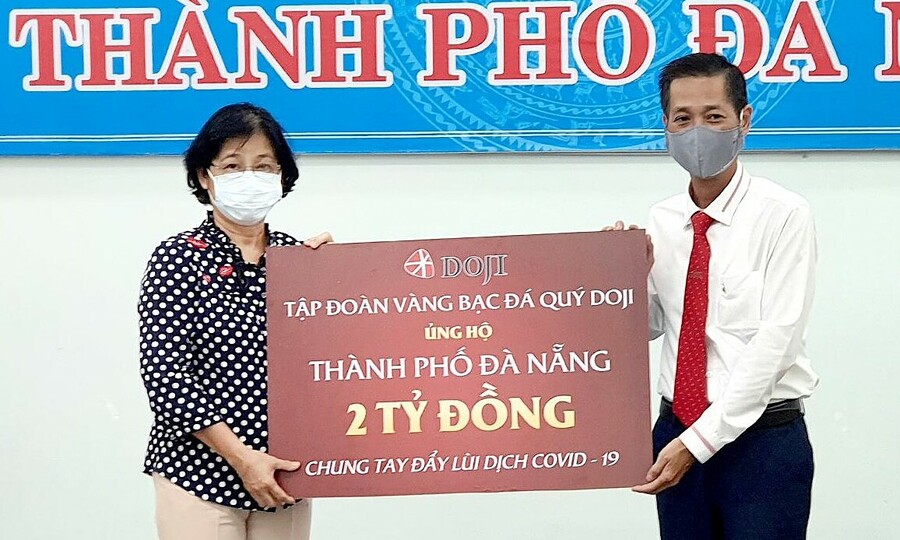 THÀNH PHỐ ĐÀ
DOJI
TẬP ĐOÀN VÀNG BẠC ĐÁ QUÝ DOJI
ỦNG HỘ
THÀNH PHỐ ĐÀ NẴNG
2 TỶ ĐỒNG
CHUNG TAY ĐẨY LÙI DỊCH COVID - 19